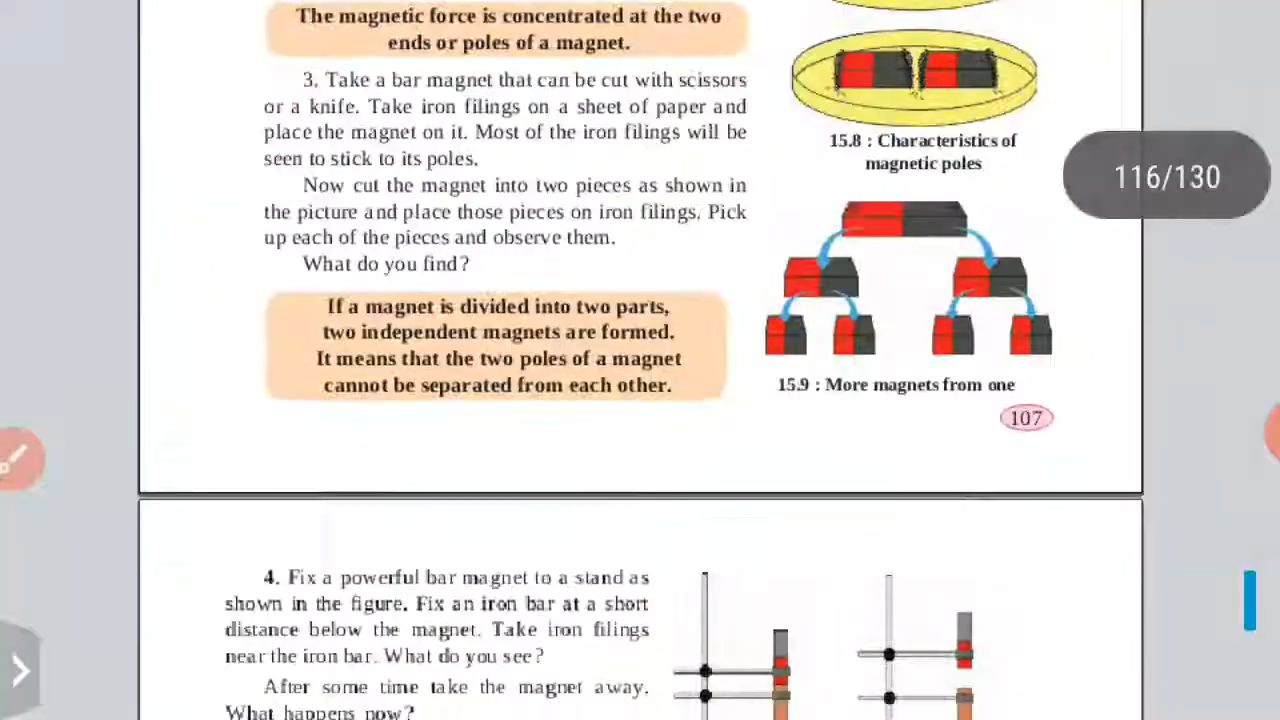 The magnetic force is concentrated at the two
ends or poles of a magnet.
3. Take a bar magnet that can be cut with scissors
or a knife. Take iron filings on a sheet of paper and
place the magnet on it. Most of the iron filings will be
seen to stick to its poles.
Now cut the magnet into two pieces as shown in
the picture and place those pieces on iron filings. Pick
up each of the pieces and observe them.
What do you find?
If a magnet is divided into two parts,
two independent magnets are formed.
It means that the two poles of a magnet
cannot be separated from each other.
15.8 : Characteristics of
magnetic poles
116/130
15.9 : More magnets from one
107
4. Fix a powerful bar magnet to a stand as
shown in the figure. Fix an iron bar at a short
distance below the magnet. Take iron filings
near the iron bar. What do you see?
After some time take the magnet away.
What happens now?